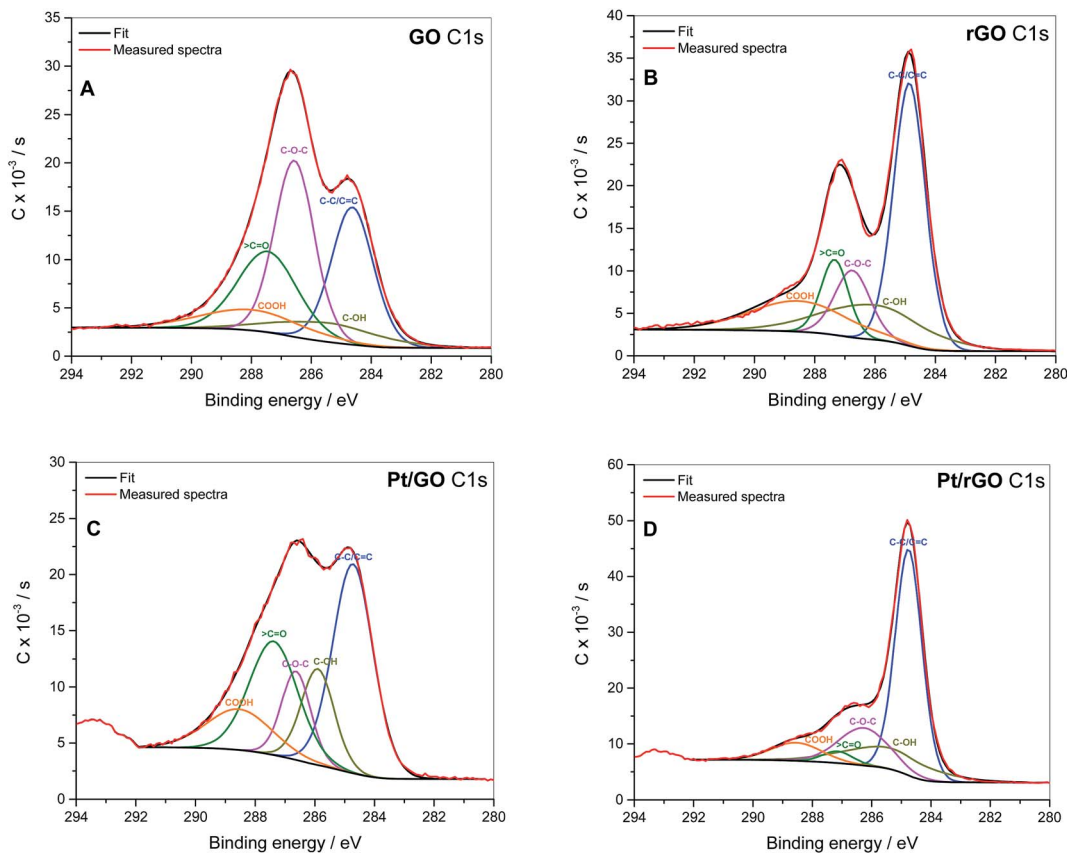 GO C1s
Fit
Measured spectra
A
C-O-C
C-C/C=C
>C=O
COOH
C-OH
35
30
25
20
15
10
5
0
C x 10⁻³ / s
294 292 290 288 286 284 282 280
Binding energy / eV
rGO C1s
Fit
Measured spectra
B
C-C/C=C
>C=O
C-O-C
COOH
C-OH
40
35
30
25
20
15
10
5
0
C x 10⁻³ / s
294 292 290 288 286 284 282 280
Binding energy / eV
Pt/GO C1s
Fit
Measured spectra
C
C-C/C=C
>C=O
C-O-C
C-OH
COOH
30
25
20
15
10
5
0
C x 10⁻³ / s
294 292 290 288 286 284 282 280
Binding energy / eV
Pt/rGO C1s
Fit
Measured spectra
D
C-C/C=C
C-O-C
COOH
>C=O
C-OH
60
50
40
30
20
10
0
C x 10⁻³ / s
294 292 290 288 286 284 282 280
Binding energy / eV